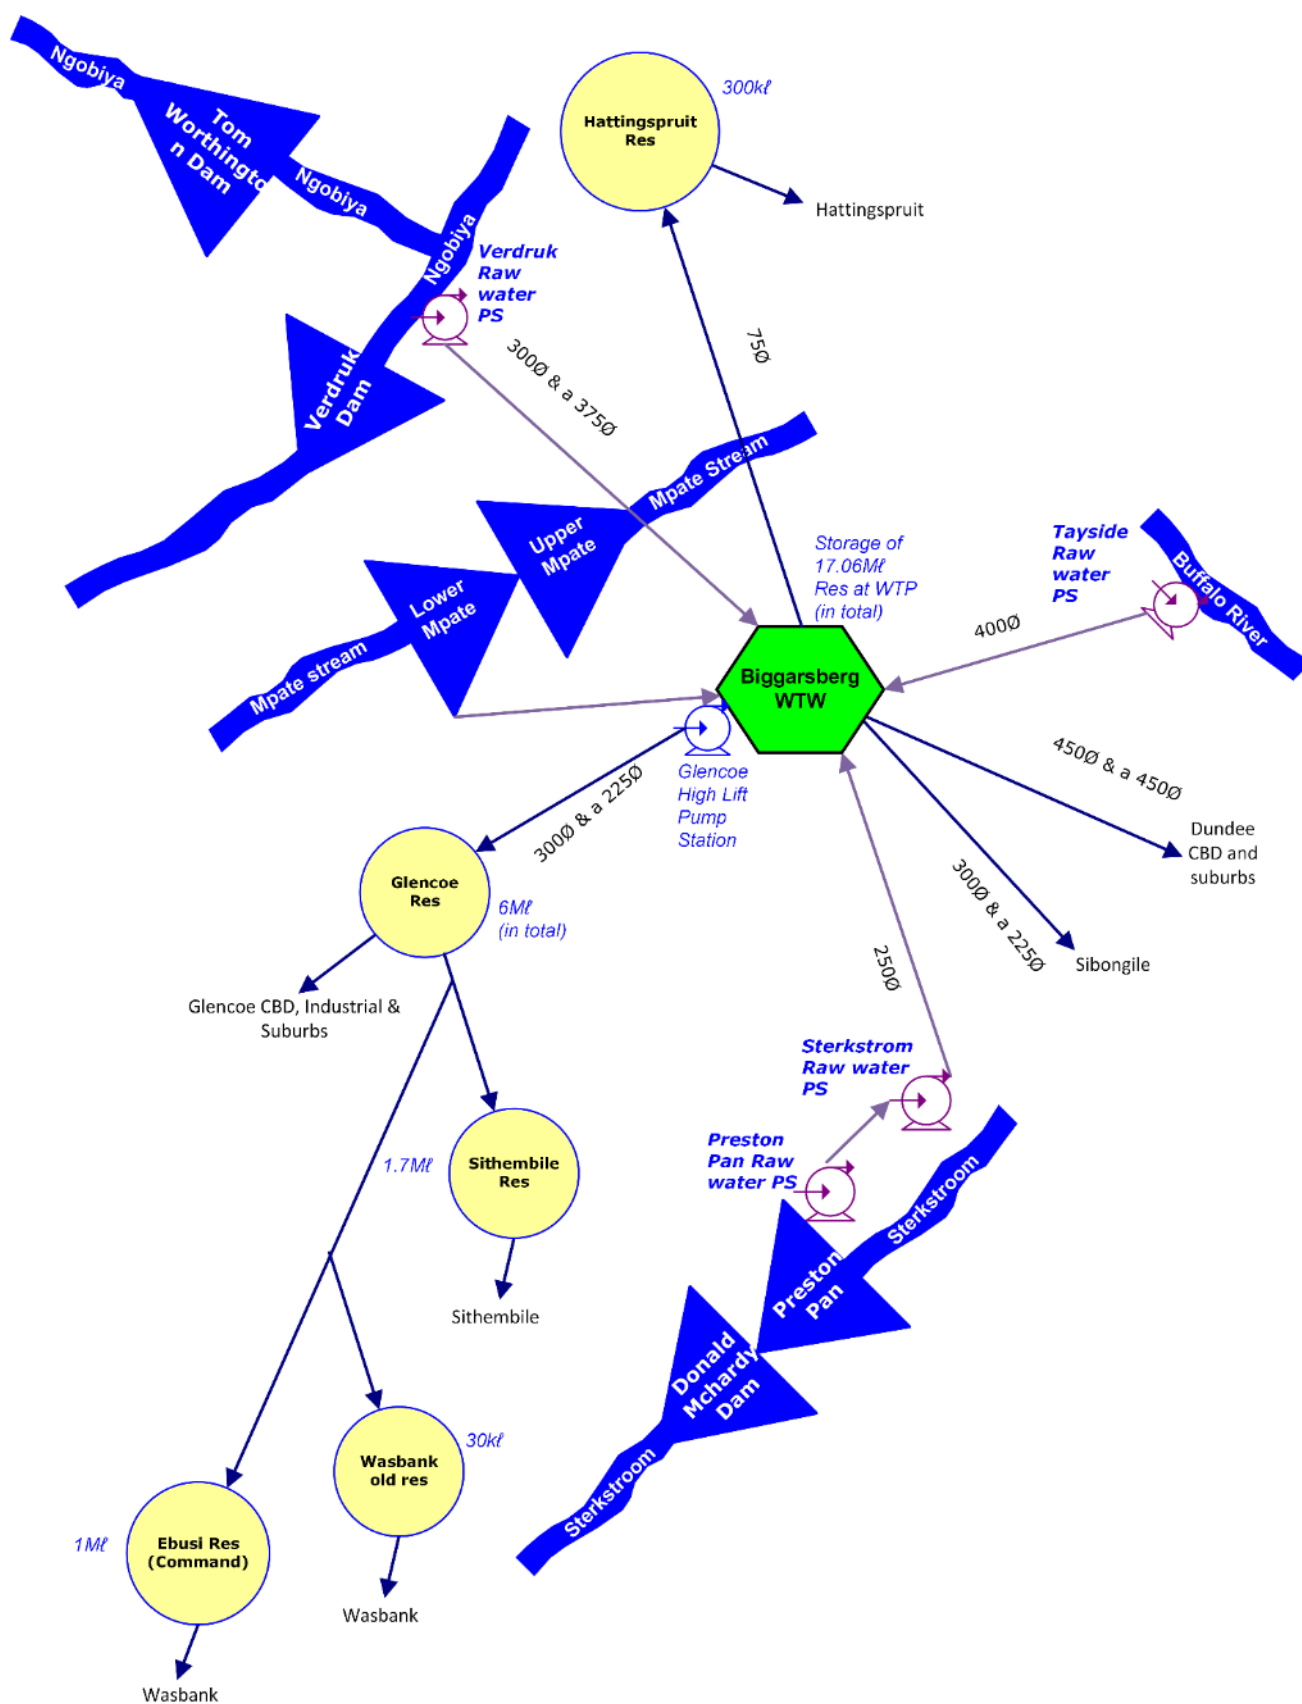 Ngobiya
Tom
Worthingto
n Dam
Ngobiya
Ngobiya
Verdruk
Raw
water
PS
Verdruk
Dam
300Ø & a 375Ø
300kℓ
Hattingspruit
Res
Hattingspruit
75Ø
Mpate Stream
Upper
Mpate
Lower
Mpate
Mpate stream
Storage of
17.06Mℓ
Res at WTP
(in total)
Tayside
Raw
water
PS
Buffalo River
400Ø
Biggarsberg
WTW
Glencoe
High Lift
Pump
Station
300Ø & a 225Ø
450Ø & a 450Ø
Dundee
CBD and
suburbs
300Ø & a 225Ø
Sibongile
250Ø
Glencoe
Res
6Mℓ
(in total)
Glencoe CBD, Industrial &
Suburbs
Sterkstrom
Raw water
PS
Preston
Pan Raw
water PS
Sterkstroom
Preston
Pan
Donald
Mchardy
Dam
Sterkstroom
1.7Mℓ
Sithembile
Res
Sithembile
30kℓ
Wasbank
old res
Wasbank
1Mℓ
Ebusi Res
(Command)
Wasbank